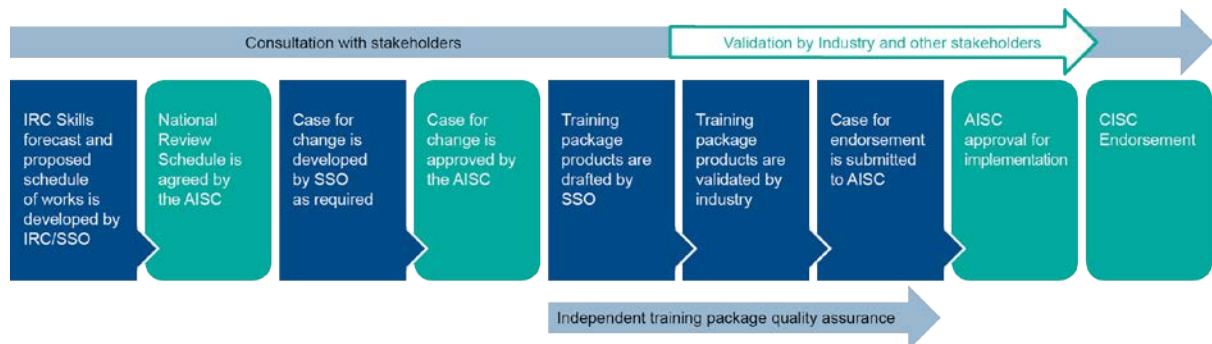 Consultation with stakeholders
Validation by Industry and other stakeholders
IRC Skills
forecast and
proposed
schedule
of works is
developed by
IRC/SSO
National
Review
Schedule is
agreed by
the AISC
Case for
change is
developed
by SSO
as required
Case for
change is
approved by
the AISC
Training
package
products are
drafted by
SSO
Training
package
products are
validated by
industry
Case for
endorsement
is submitted
to AISC
AISC
approval for
implementation
CISC
Endorsement
Independent training package quality assurance